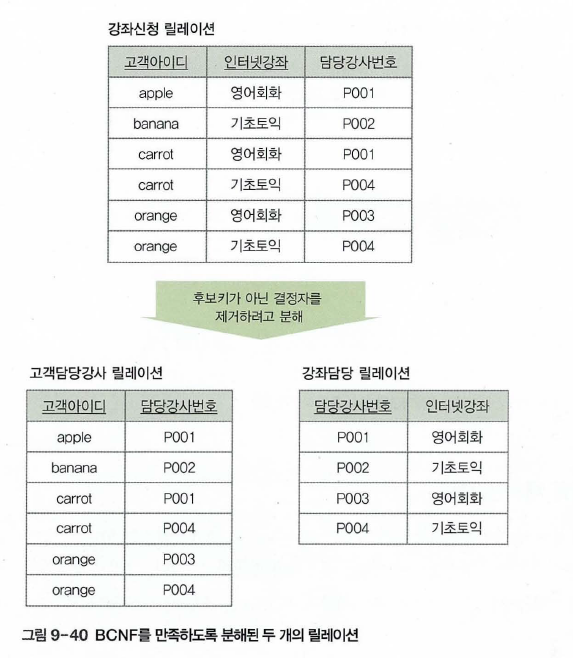 강좌신청 릴레이션
고객아이디 인터넷강좌 담당강사번호
apple 영어회화 P001
banana 기초토익 P002
carrot 영어회화 P001
carrot 기초토익 P004
orange 영어회화 P003
orange 기초토익 P004
후보키가 아닌 결정자를
제거하려고 분해
고객담당강사 릴레이션
고객아이디 담당강사번호
apple P001
banana P002
carrot P001
carrot P004
orange P003
orange P004
강좌담당 릴레이션
담당강사번호 인터넷강좌
P001 영어회화
P002 기초토익
P003 영어회화
P004 기초토익
그림 9-40 BCNF를 만족하도록 분해된 두 개의 릴레이션